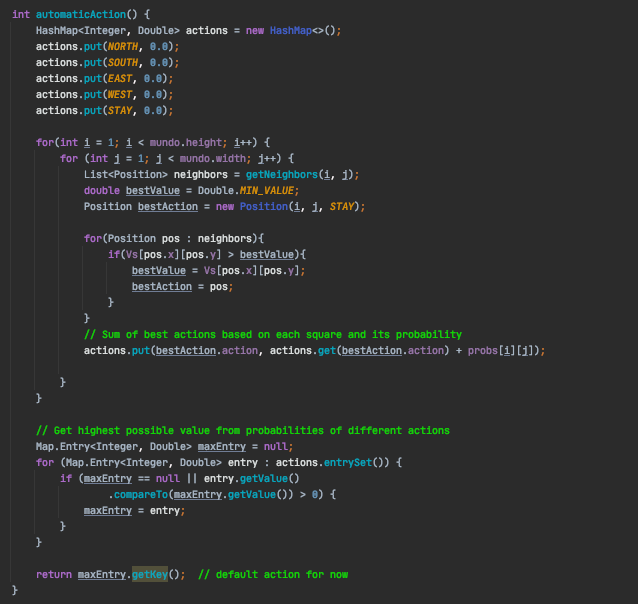 int automaticAction() {
    HashMap<Integer, Double> actions = new HashMap<>();
    actions.put(NORTH, 0.0);
    actions.put(SOUTH, 0.0);
    actions.put(EAST, 0.0);
    actions.put(WEST, 0.0);
    actions.put(STAY, 0.0);

    for(int i = 1; i < mundo.height; i++) {
        for (int j = 1; j < mundo.width; j++) {
            List<Position> neighbors = getNeighbors(i, j);
            double bestValue = Double.MIN_VALUE;
            Position bestAction = new Position(i, j, STAY);

            for(Position pos : neighbors){
                if(Vs[pos.x][pos.y] > bestValue){
                    bestValue = Vs[pos.x][pos.y];
                    bestAction = pos;
                }
            }
            // Sum of best actions based on each square and its probability
            actions.put(bestAction.action, actions.get(bestAction.action) + probs[i][j]);

        }
    }

    // Get highest possible value from probabilities of different actions
    Map.Entry<Integer, Double> maxEntry = null;
    for (Map.Entry<Integer, Double> entry : actions.entrySet()) {
        if (maxEntry == null || entry.getValue()
                .compareTo(maxEntry.getValue()) > 0) {
            maxEntry = entry;
        }
    }

    return maxEntry.getKey();  // default action for now
}